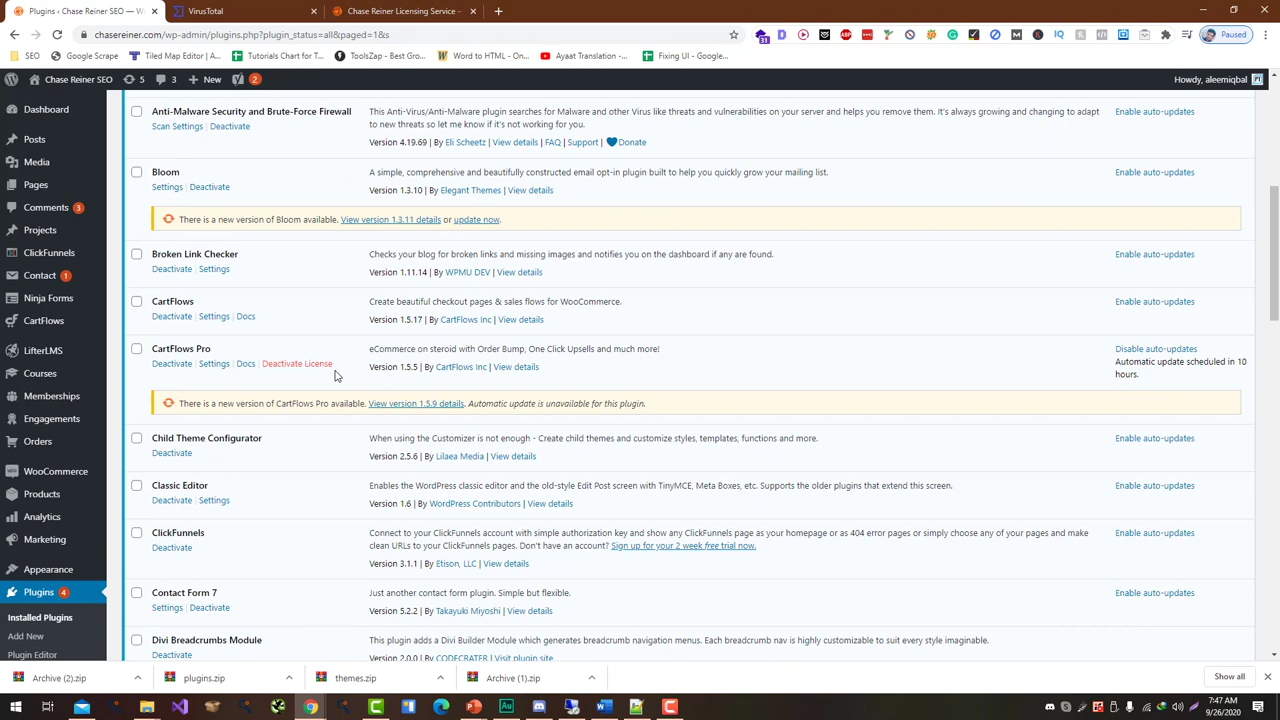 Plugins ‹ Chase Reiner SEO — W
VirusTotal
Chase Reiner Licensing Service -
chasereiner.com/wp-admin/plugins.php?plugin_status=all&paged=1&s
Paused
SEO
Google Scrape
Tiled Map Editor | ...
Tutorials Chart for T...
ToolsZap - Best Gro...
Word to HTML - O...
Ayaat Translation -...
Fixing UI - Google...
Chase Reiner SEO
5
3
New
2
Howdy, aleemiqbal
Dashboard
Posts
Media
Pages
Comments 3
Projects
ClickFunnels
Contact 1
Ninja Forms
CartFlows
LifterLMS
Courses
Memberships
Engagements
Orders
WooCommerce
Products
Analytics
Marketing
Appearance
Plugins 4
Installed Plugins
Add New
Plugin Editor
Anti-Malware Security and Brute-Force Firewall
Scan Settings | Deactivate
This Anti-Virus/Anti-Malware plugin searches for Malware and other Virus like threats and vulnerabilities on your server and helps you remove them. It's always growing and changing to adapt
to new threats so let me know if it's not working for you.
Version 4.19.69 | By Eli Scheetz | View details | FAQ | Support | Donate
Enable auto-updates
Bloom
Settings | Deactivate
A simple, comprehensive and beautifully constructed email opt-in plugin built to help you quickly grow your mailing list.
Version 1.3.10 | By Elegant Themes | View details
Enable auto-updates
There is a new version of Bloom available. View version 1.3.11 details or update now.
Broken Link Checker
Deactivate | Settings
Checks your blog for broken links and missing images and notifies you on the dashboard if any are found.
Version 1.11.14 | By WPMU DEV | View details
Enable auto-updates
CartFlows
Deactivate | Settings | Docs
Create beautiful checkout pages & sales flows for WooCommerce.
Version 1.5.17 | By CartFlows Inc | View details
Enable auto-updates
CartFlows Pro
Deactivate | Settings | Docs | Deactivate License
eCommerce on steroid with Order Bump, One Click Upsells and much more!
Version 1.5.5 | By CartFlows Inc | View details
Disable auto-updates
Automatic update scheduled in 10
hours.
There is a new version of CartFlows Pro available. View version 1.5.9 details. Automatic update is unavailable for this plugin.
Child Theme Configurator
Deactivate
When using the Customizer is not enough - Create child themes and customize styles, templates, functions and more.
Version 2.5.6 | By Lilaea Media | View details
Enable auto-updates
Classic Editor
Deactivate | Settings
Enables the WordPress classic editor and the old-style Edit Post screen with TinyMCE, Meta Boxes, etc. Supports the older plugins that extend this screen.
Version 1.6 | By WordPress Contributors | View details
Enable auto-updates
ClickFunnels
Deactivate
Connect to your ClickFunnels account with simple authorization key and show any ClickFunnels page as your homepage or as 404 error pages or simply choose any of your pages and make
clean URLs to your ClickFunnels pages. Don't have an account? Sign up for your 2 week free trial now.
Version 3.1.1 | By Etison, LLC | View details
Enable auto-updates
Contact Form 7
Settings | Deactivate
Just another contact form plugin. Simple but flexible.
Version 5.2.2 | By Takayuki Miyoshi | View details
Enable auto-updates
Divi Breadcrumbs Module
Deactivate
This plugin adds a Divi Builder Module which generates breadcrumb navigation menus. Each breadcrumb nav is highly customizable to suit every style imaginable.
Version 2.0.0 | By CODECRATER | Visit plugin site
Archive (2).zip
plugins.zip
themes.zip
Archive (1).zip
Show all
7:47 AM
9/26/2020